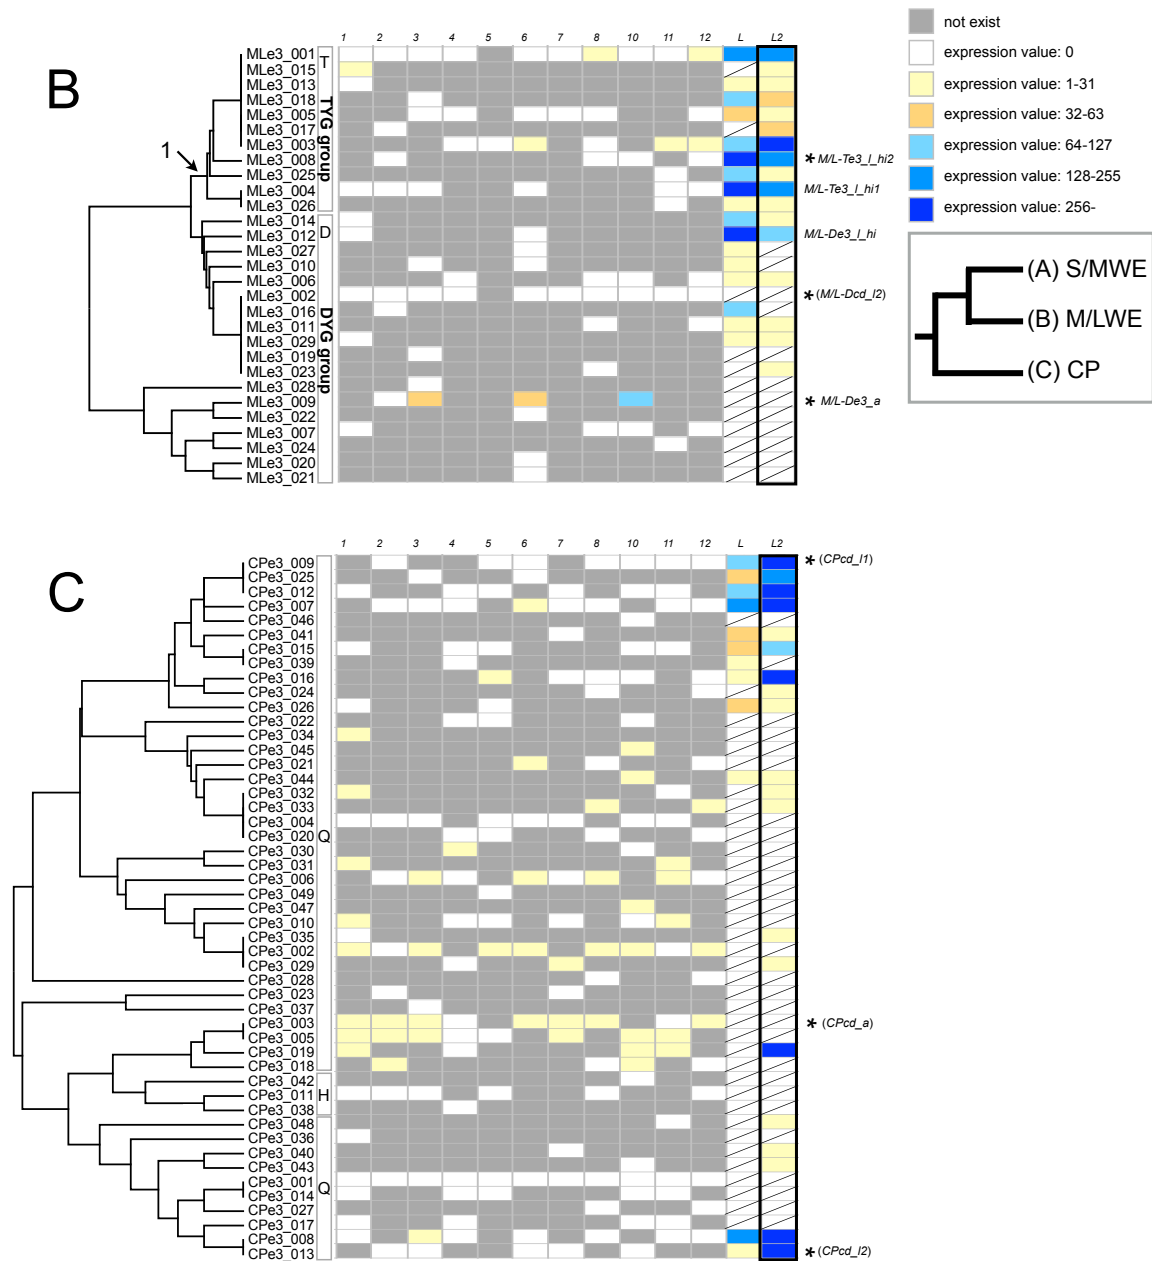 B
1 2 3 4 5 6 7 8 10 11 12 L L2
MLe3_001
MLe3_015
MLe3_013
MLe3_018
MLe3_005
MLe3_017
MLe3_003
MLe3_008
MLe3_025
MLe3_004
MLe3_026
MLe3_014
MLe3_012
MLe3_027
MLe3_010
MLe3_006
MLe3_002
MLe3_016
MLe3_011
MLe3_029
MLe3_019
MLe3_023
MLe3_028
MLe3_009
MLe3_022
MLe3_007
MLe3_024
MLe3_020
MLe3_021
1
T
TYG group
D
DYG group
* M/L-Te3_l_hi2
M/L-Te3_l_hi1
M/L-De3_l_hi
* (M/L-Dcd_l2)
* M/L-De3_a
not exist
expression value: 0
expression value: 1-31
expression value: 32-63
expression value: 64-127
expression value: 128-255
expression value: 256-
(A) S/MWE
(B) M/LWE
(C) CP
C
1 2 3 4 5 6 7 8 10 11 12 L L2
CPe3_009
CPe3_025
CPe3_012
CPe3_007
CPe3_046
CPe3_041
CPe3_015
CPe3_039
CPe3_016
CPe3_024
CPe3_026
CPe3_022
CPe3_034
CPe3_045
CPe3_021
CPe3_044
CPe3_032
CPe3_033
CPe3_004
CPe3_020
CPe3_030
CPe3_031
CPe3_006
CPe3_049
CPe3_047
CPe3_010
CPe3_035
CPe3_002
CPe3_029
CPe3_028
CPe3_023
CPe3_037
CPe3_003
CPe3_005
CPe3_019
CPe3_018
CPe3_042
CPe3_011
CPe3_038
CPe3_048
CPe3_036
CPe3_040
CPe3_043
CPe3_001
CPe3_014
CPe3_027
CPe3_017
CPe3_008
CPe3_013
Q
H
Q
* (CPcd_l1)
* (CPcd_a)
* (CPcd_l2)